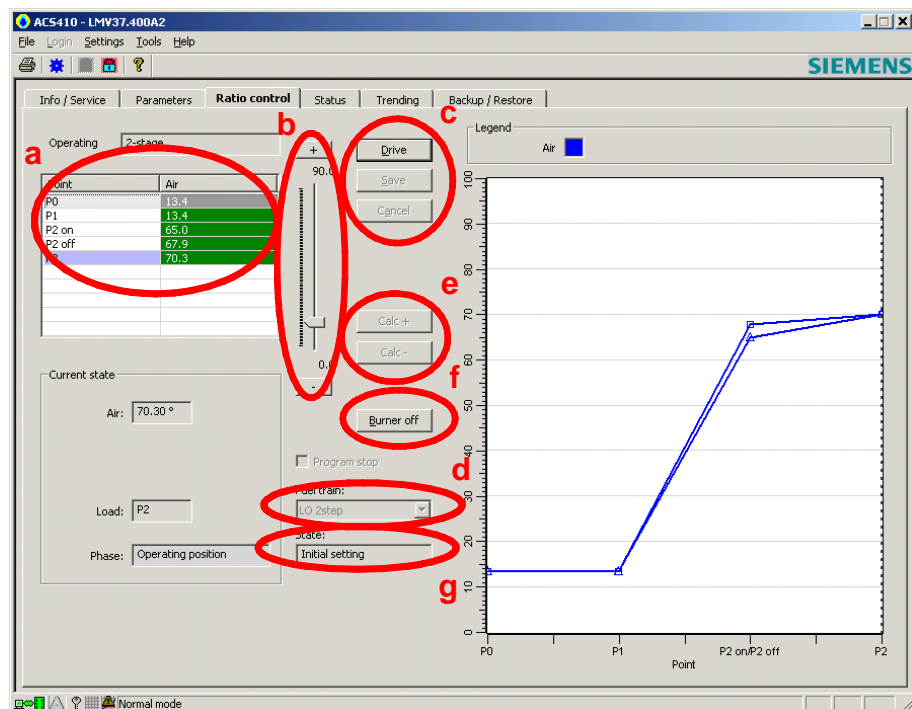 ACS410 - LMV37.400A2
File Login Settings Tools Help
SIEMENS
Info / Service Parameters Ratio control Status Trending Backup / Restore
Operating 2-stage
a
b
c
+
90.0
Drive
Save
Cancel
Point Air
P0 13.4
P1 13.4
P2 on 65.0
P2 off 67.9
P2 70.3
e
Calc +
Calc -
0.0
-
f
Burner off
Current state
Air: 70.30 °
Load: P2
Phase: Operating position
Program stop
d
Fuel train:
LO 2step
State:
Initial setting
g
Legend
Air
100
90
80
70
60
50
40
30
20
10
0
P0 P1 P2 on/P2 off P2
Point
Normal mode